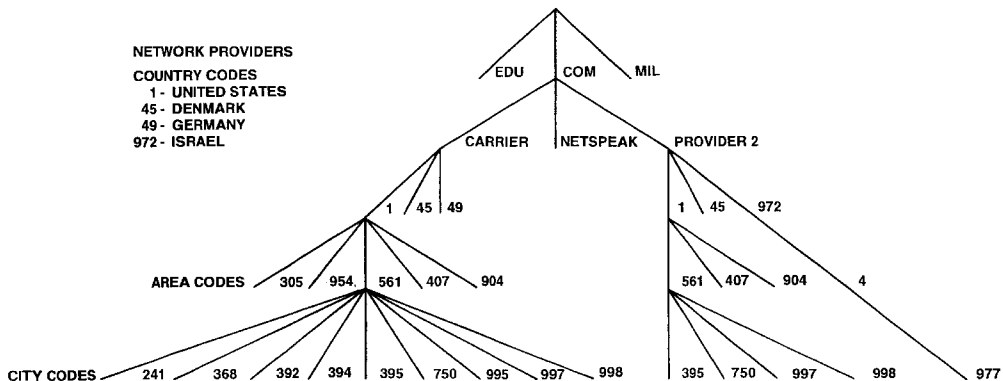 NETWORK PROVIDERS
COUNTRY CODES
1 - UNITED STATES
45 - DENMARK
49 - GERMANY
972 - ISRAEL
EDU COM MIL
CARRIER NETSPEAK PROVIDER 2
1 45 49 1 45 972
AREA CODES 305 954 561 407 904 561 407 904 4
CITY CODES 241 368 392 394 395 750 995 997 998 395 750 997 998 977